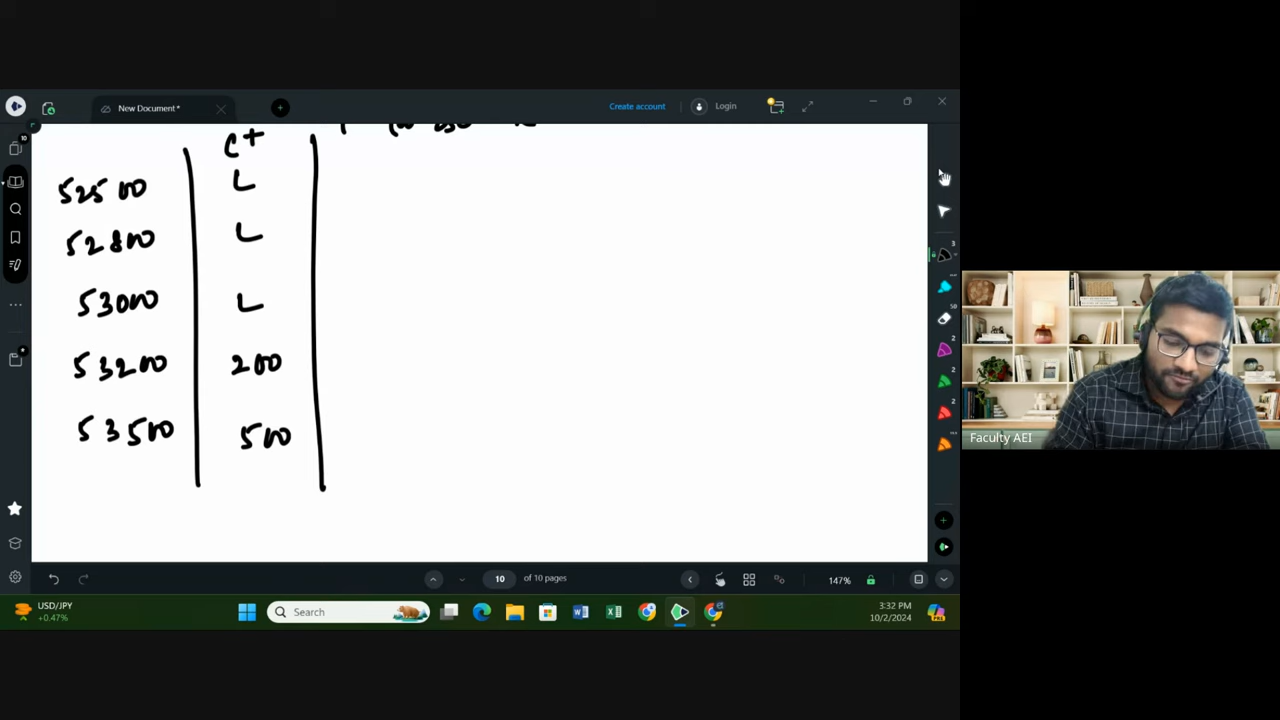 New Document*
Create account
Login
C+
52500 L
52800 L
53000 L
53200 200
53500 500
Faculty AEI
10 of 10 pages
147%
USD/JPY
+0.47%
Search
3:32 PM
10/2/2024